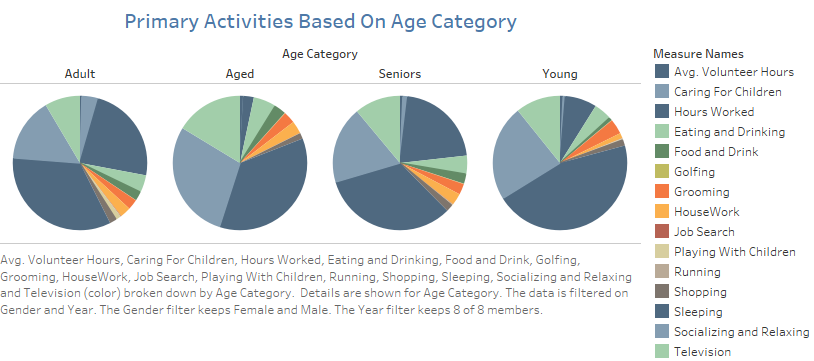 Primary Activities Based On Age Category
Age Category
Adult
Aged
Seniors
Young
Measure Names
Avg. Volunteer Hours
Caring For Children
Hours Worked
Eating and Drinking
Food and Drink
Golfing
Grooming
HouseWork
Job Search
Playing With Children
Running
Shopping
Sleeping
Socializing and Relaxing
Television
Avg. Volunteer Hours, Caring For Children, Hours Worked, Eating and Drinking, Food and Drink, Golfing,
Grooming, HouseWork, Job Search, Playing With Children, Running, Shopping, Sleeping, Socializing and Relaxing
and Television (color) broken down by Age Category.  Details are shown for Age Category. The data is filtered on
Gender and Year. The Gender filter keeps Female and Male. The Year filter keeps 8 of 8 members.